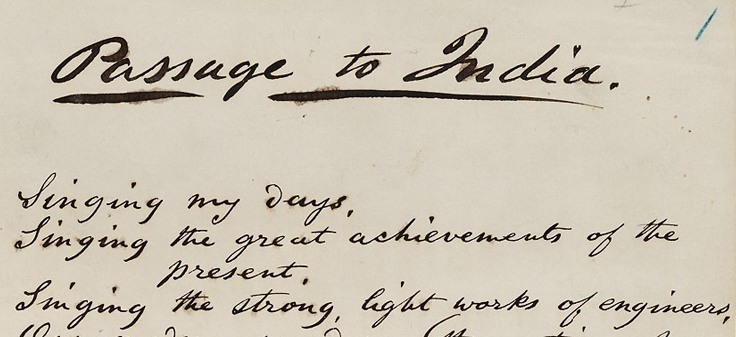 Passage to India.
Singing my days,
Singing the great achievements of the
present,
Singing the strong, light works of engineers,